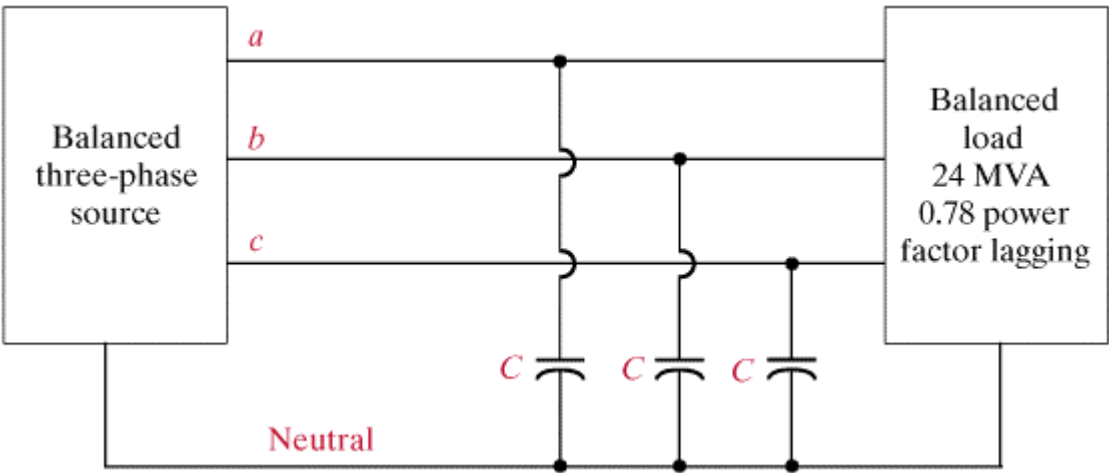 a
b
c
Balanced
three-phase
source
Balanced
load
24 MVA
0.78 power
factor lagging
C
C
C
Neutral